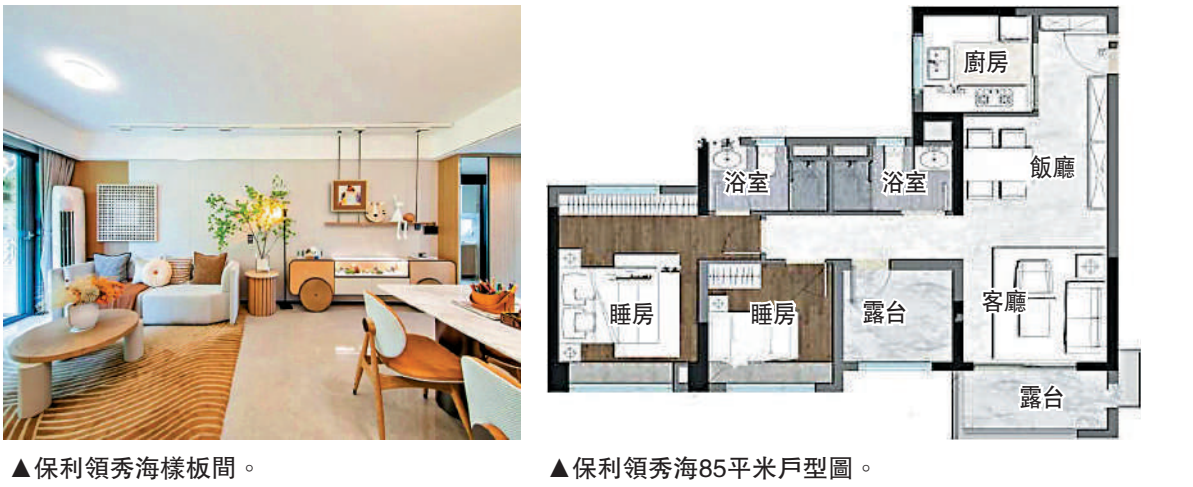 廚房
飯廳
浴室
浴室
睡房
睡房
露台
客廳
露台
▲保利領秀海樣板間。
▲保利領秀海85平米戶型圖。